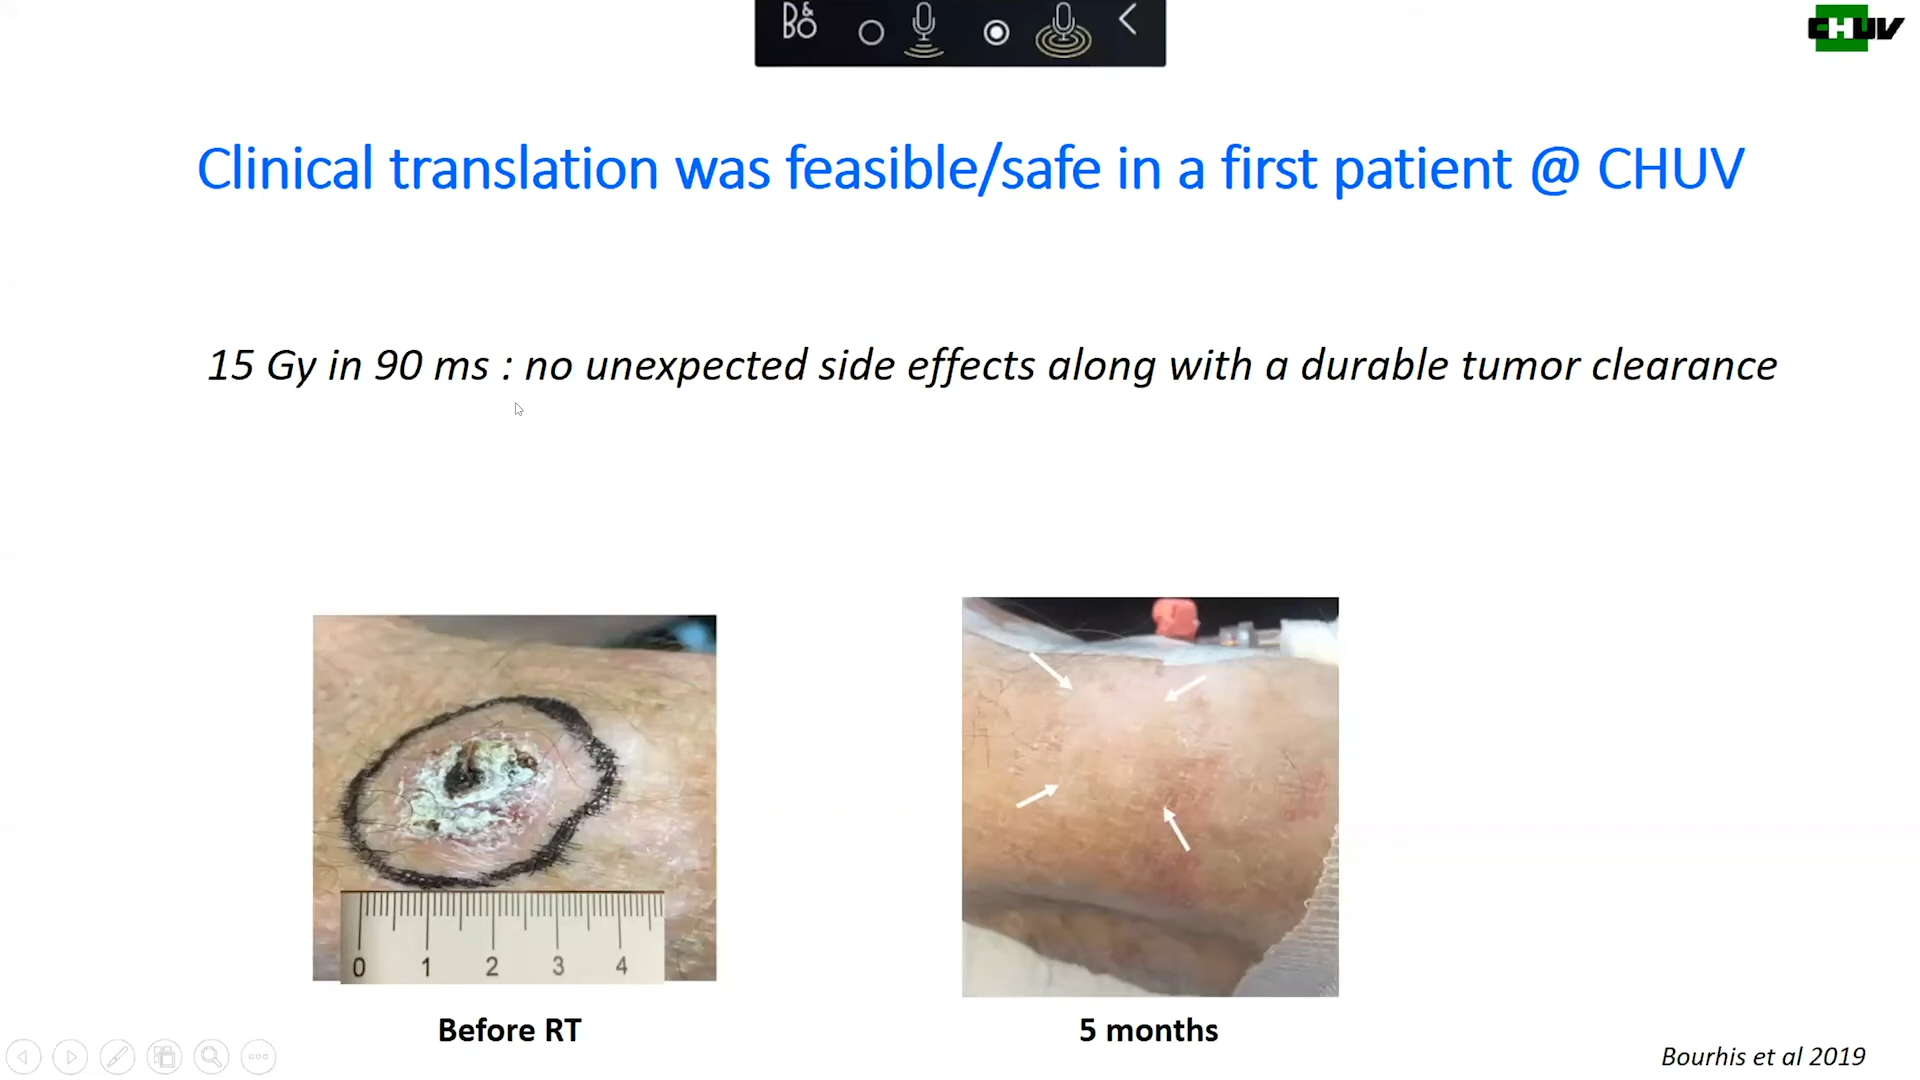 B&O
CHUV
Clinical translation was feasible/safe in a first patient @ CHUV
15 Gy in 90 ms : no unexpected side effects along with a durable tumor clearance
0 1 2 3 4
Before RT
5 months
Bourhis et al 2019